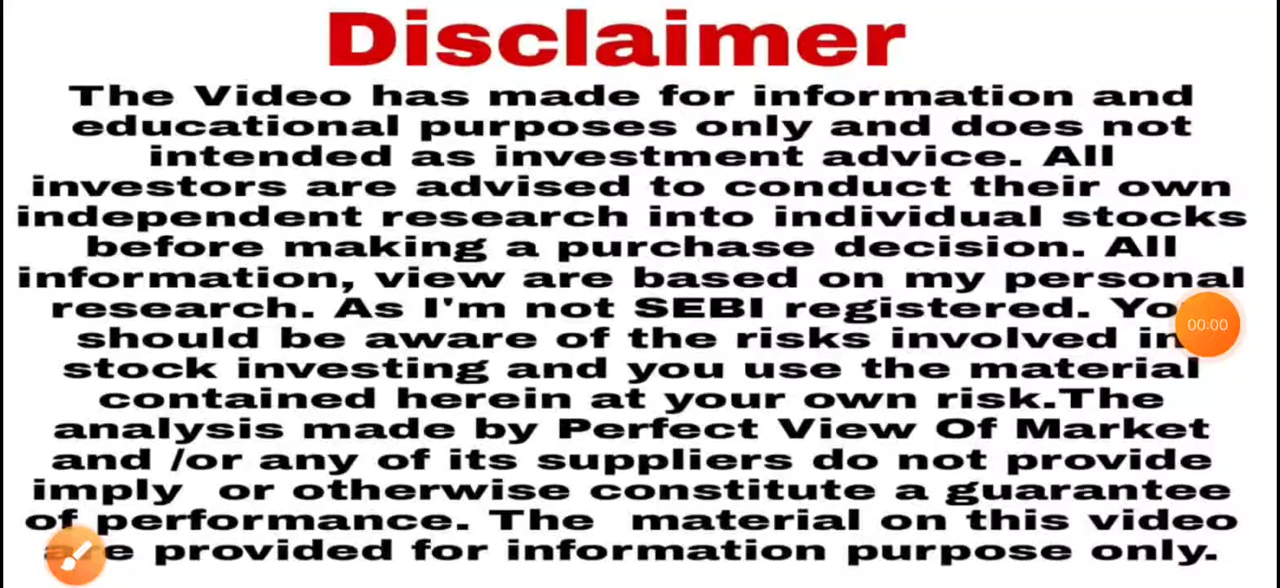 Disclaimer
The Video has made for information and
educational purposes only and does not
intended as investment advice. All
investors are advised to conduct their own
independent research into individual stocks
before making a purchase decision. All
information, view are based on my personal
research. As I'm not SEBI registered. You
should be aware of the risks involved in
stock investing and you use the material
contained herein at your own risk.The
analysis made by Perfect View Of Market
and /or any of its suppliers do not provide
imply or otherwise constitute a guarantee
of performance. The material on this video
are provided for information purpose only.
00:00